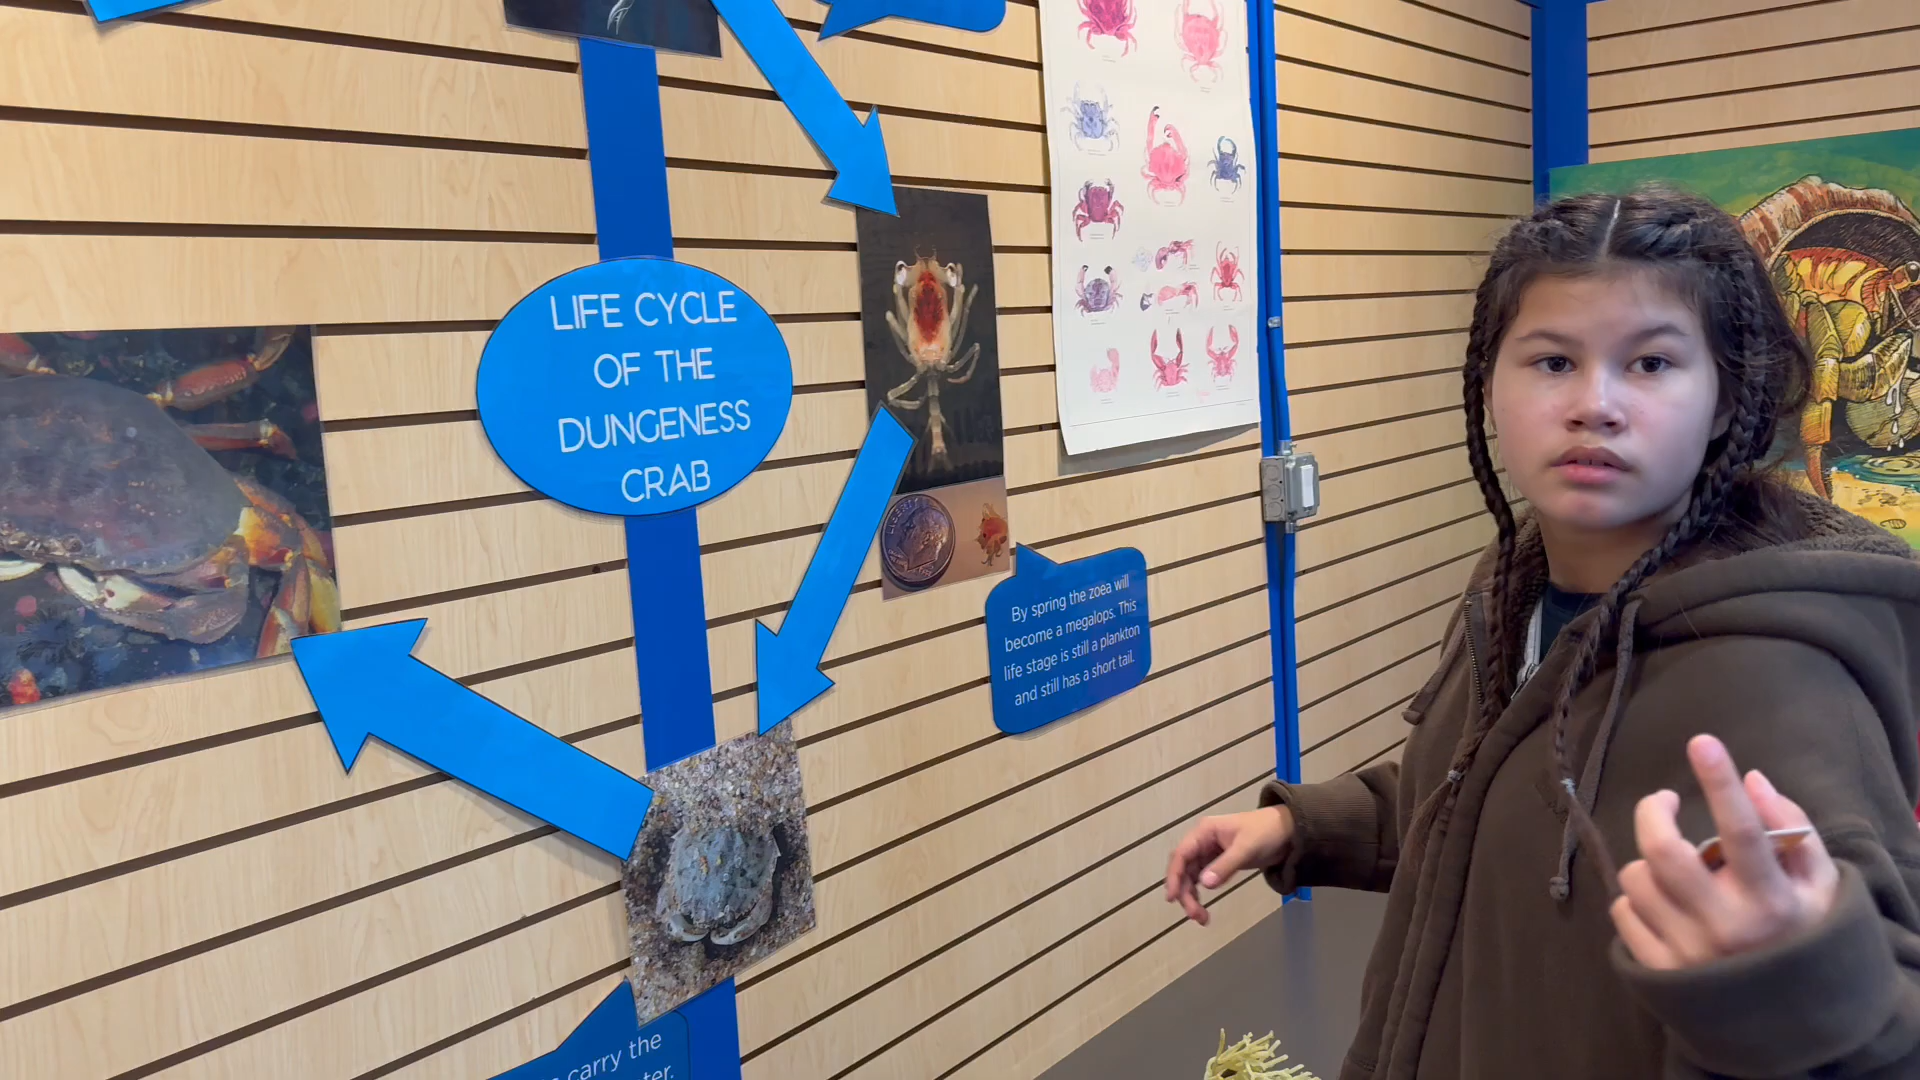 LIFE CYCLE
OF THE
DUNGENESS
CRAB
By spring the zoea will
become a megalops. This
life stage is still a plankton
and still has a short tail.
carry the